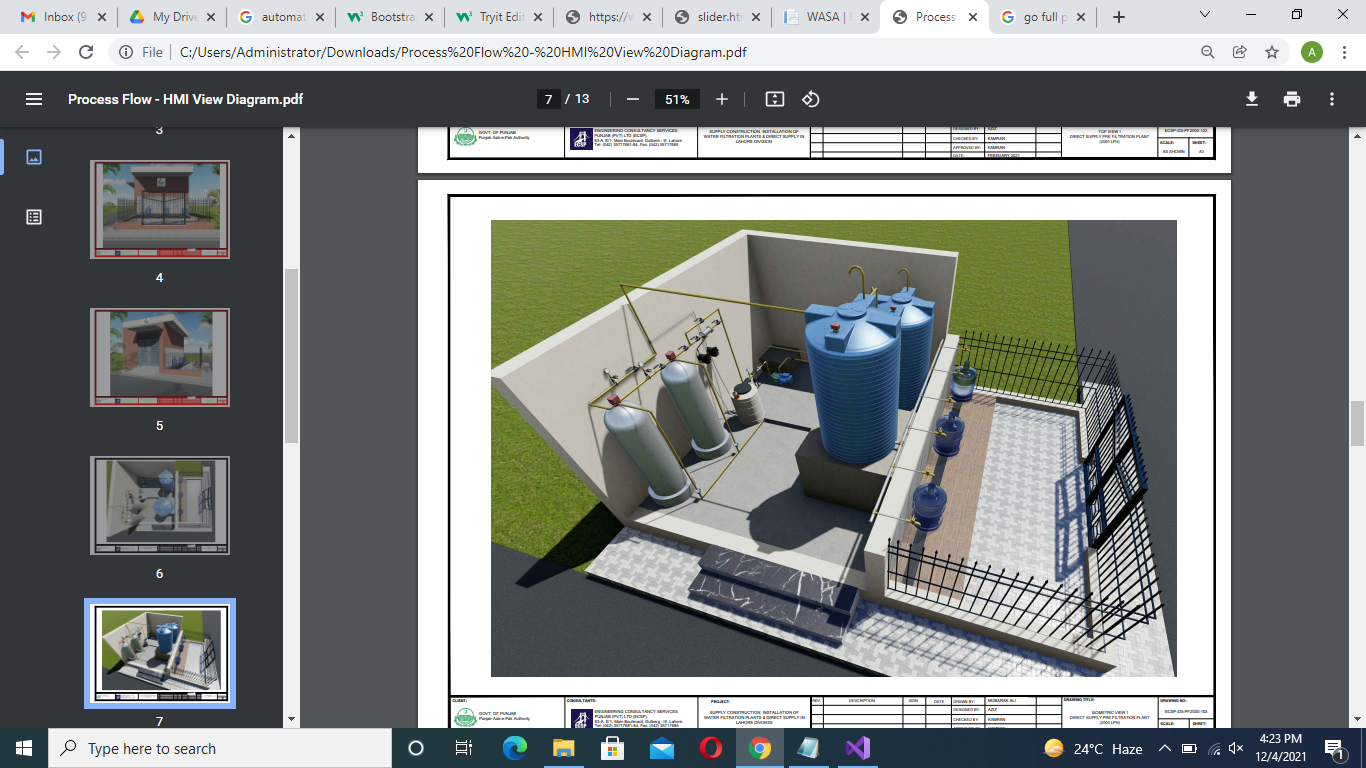 Inbox (9
My Drive
automat
Bootstra
Tryit Edit
https://w
slider.ht
WASA |
Process
go full p
File
C:/Users/Administrator/Downloads/Process%20Flow%20-%20HMI%20View%20Diagram.pdf
A
Process Flow - HMI View Diagram.pdf
7 / 13
51%
3
4
5
6
7
GOVT. OF PUNJAB
Punjab Aab-e-Pak Authority
ECSP
ENGINEERING CONSULTANCY SERVICES
PUNJAB (PVT) LTD (ECSP)
SUPPLY, CONSTRUCTION, INSTALLATION OF
WATER FILTRATION PLANTS & DIRECT SUPPLY IN
LAHORE DIVISION
DESIGNED BY: AZIZ
CHECKED BY: KAMRAN
APPROVED BY: KAMRAN
DATE: FEBRUARY 2021
TOP VIEW 1
DIRECT SUPPLY PRE FILTRATION PLANT
(2000 LPH)
SCALE:
SHEET:
AS SHOWN
A3
CLIENT:
GOVT. OF PUNJAB
Punjab Aab-e-Pak Authority
CONSULTANTS:
ECSP
ENGINEERING CONSULTANCY SERVICES
PUNJAB (PVT) LTD (ECSP)
PROJECT:
SUPPLY, CONSTRUCTION, INSTALLATION OF
WATER FILTRATION PLANTS & DIRECT SUPPLY IN
LAHORE DIVISION
REV.
DESCRIPTION
SIGN.
DATE
DRAWN BY: MUBARAK ALI
DESIGNED BY: AZIZ
CHECKED BY: KAMRAN
DRAWING TITLE:
ISOMETRIC VIEW 1
DIRECT SUPPLY PRE FILTRATION PLANT
(2000 LPH)
DRAWING NO:
SCALE:
SHEET:
Type here to search
24°C Haze
4:23 PM
12/4/2021
1